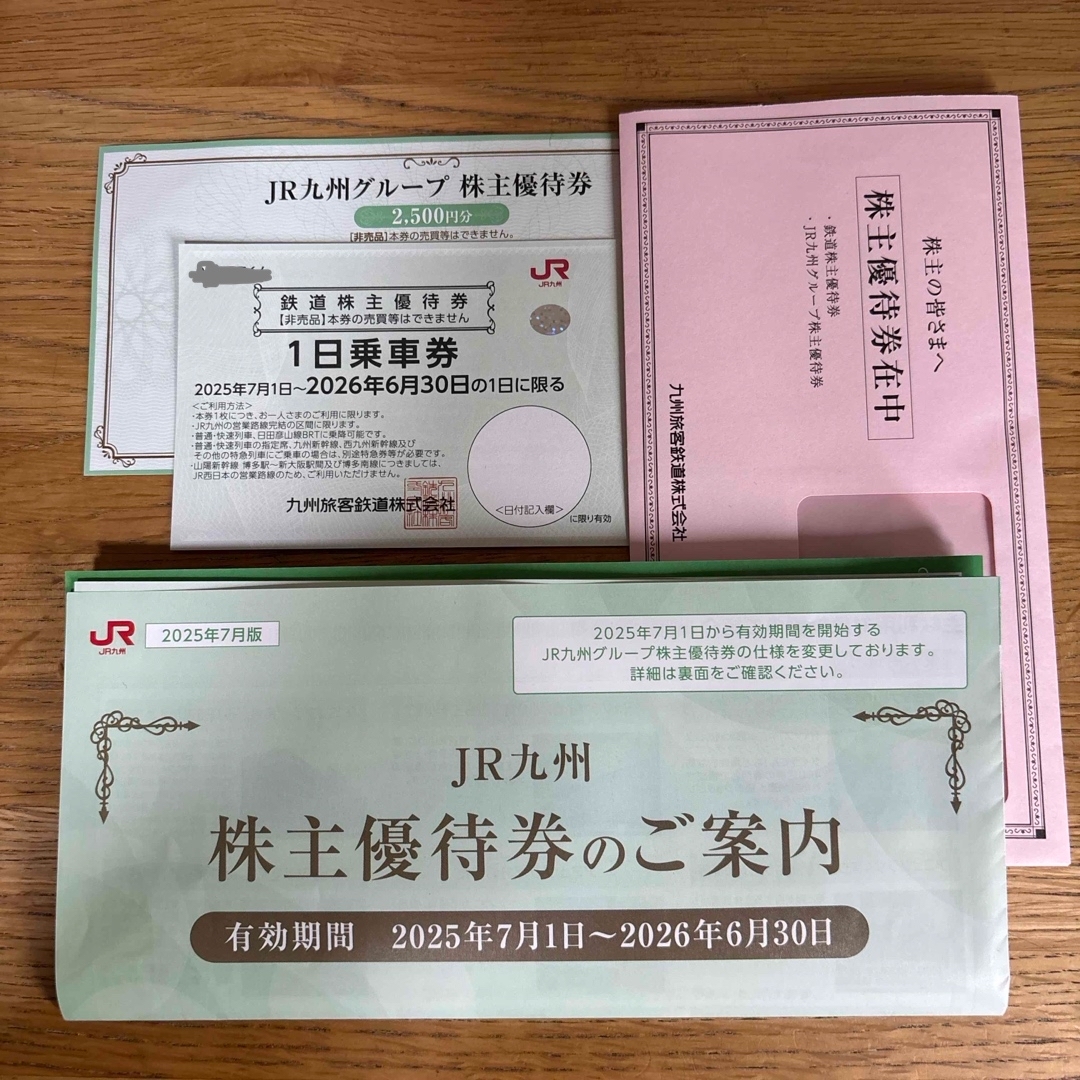 JR九州グループ 株主優待券
2,500円分
【非売品】本券の売買等はできません。
JR
JR九州
鉄道株主優待券
【非売品】本券の売買等はできません
1日乗車券
2025年7月1日〜2026年6月30日の1日に限る
<ご利用方法>
・本券1枚につき、お一人さまのご利用に限ります。
・JR九州の営業路線完結の区間に限ります。
・普通・快速列車、日田彦山線BRTに乗降可能です。
・普通・快速列車の指定席、九州新幹線、西九州新幹線及び
その他の特急列車にご乗車の場合は、別途特急券等が必要です。
・山陽新幹線 博多駅〜新大阪駅間及び博多南線につきましては、
JR西日本の営業路線のため、ご利用いただけません。
九州旅客鉄道株式会社
<日付記入欄>
に限り有効
株主の皆さまへ
株主優待券在中
・鉄道株主優待券
・JR九州グループ株主優待券
九州旅客鉄道株式会社
JR
JR九州
2025年7月版
2025年7月1日から有効期間を開始する
JR九州グループ株主優待券の仕様を変更しております。
詳細は裏面をご確認ください。
JR九州
株主優待券のご案内
有効期間 2025年7月1日〜2026年6月30日